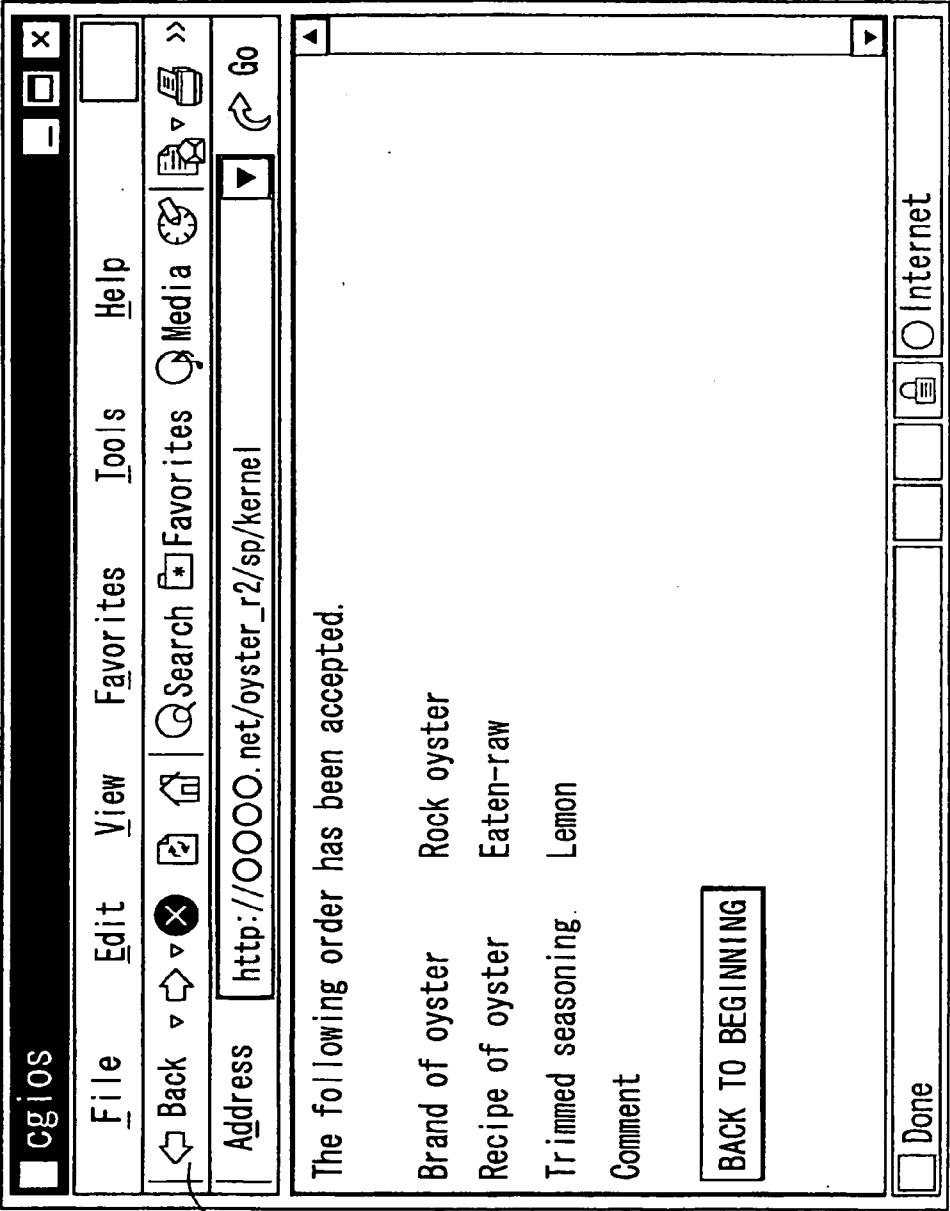 cgios
File Edit View Favorites Tools Help
Back Search Favorites Media »
Address http://OOOO.net/oyster_r2/sp/kernel Go
The following order has been accepted.
Brand of oyster Rock oyster
Recipe of oyster Eaten-raw
Trimmed seasoning Lemon
Comment
BACK TO BEGINNING
Done Internet